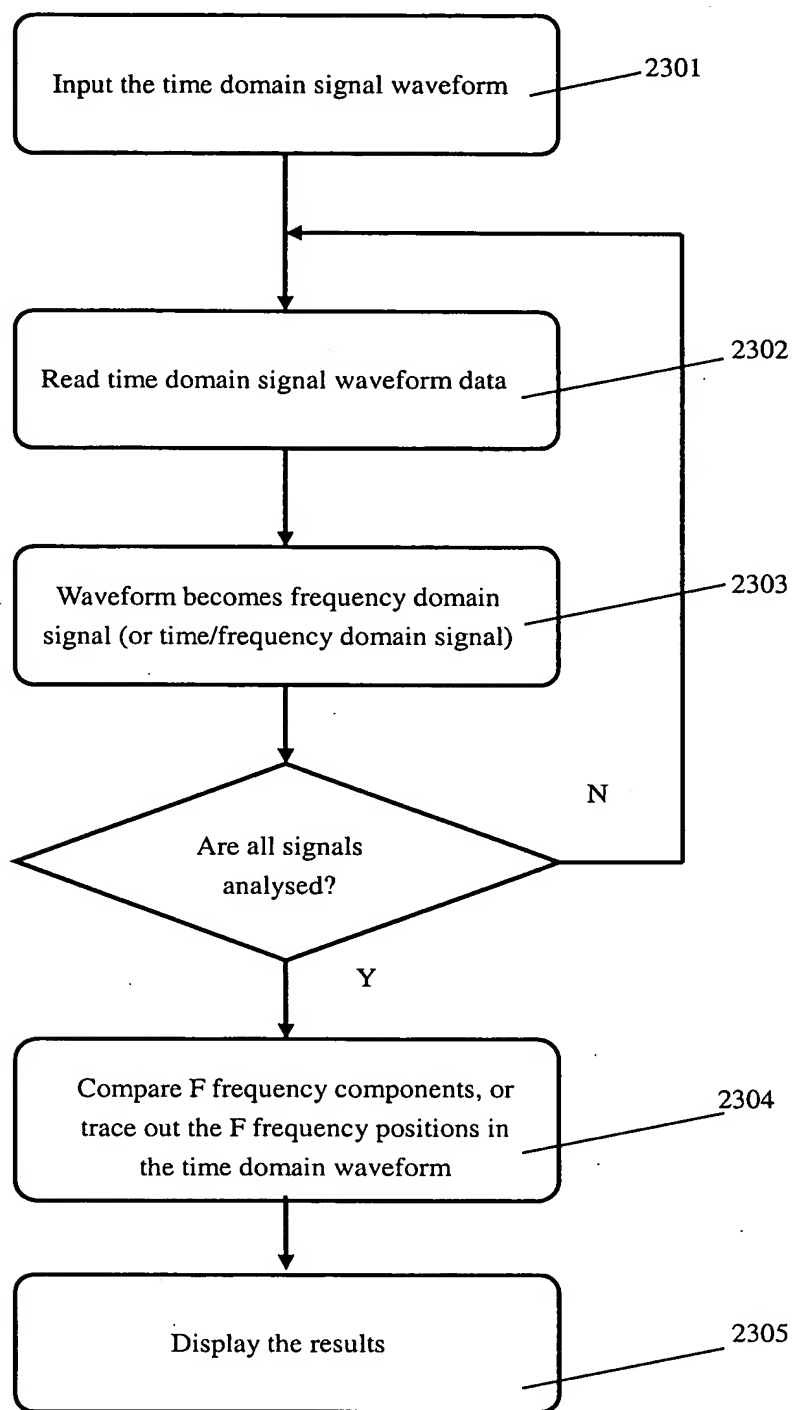 Input the time domain signal waveform
2301
Read time domain signal waveform data
2302
Waveform becomes frequency domain
signal (or time/frequency domain signal)
2303
Are all signals
analysed?
N
Y
Compare F frequency components, or
trace out the F frequency positions in
the time domain waveform
2304
Display the results
2305